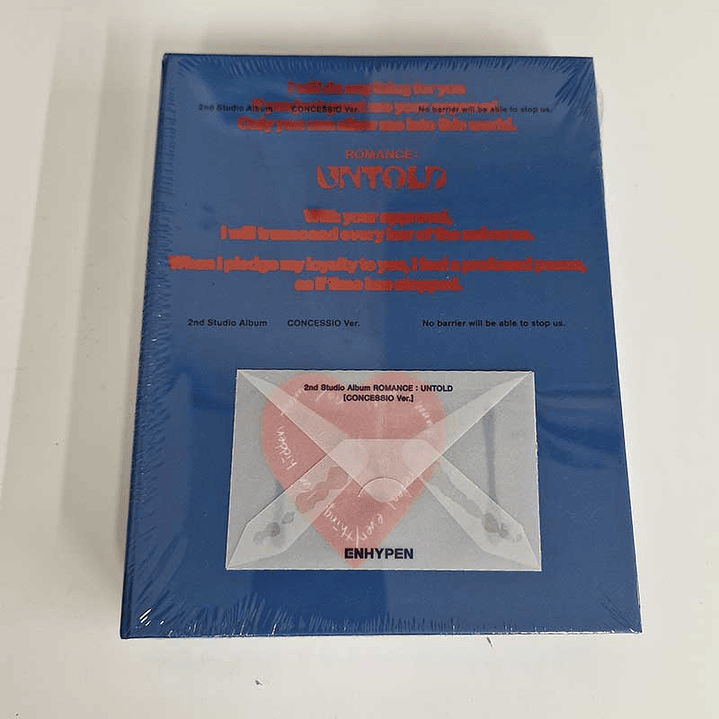 I will do anything for you
2nd Studio Album CONCESSIO Ver. No barrier will be able to stop us.
Only you can allow me into this world.
ROMANCE :
UNTOLD
With your approval,
I will transcend every law of the universe.
When I pledge my loyalty to you, I feel a profound peace,
as if time has stopped.
2nd Studio Album CONCESSIO Ver. No barrier will be able to stop us.
2nd Studio Album ROMANCE : UNTOLD
[CONCESSIO Ver.]
hidden
everything
ENHYPEN